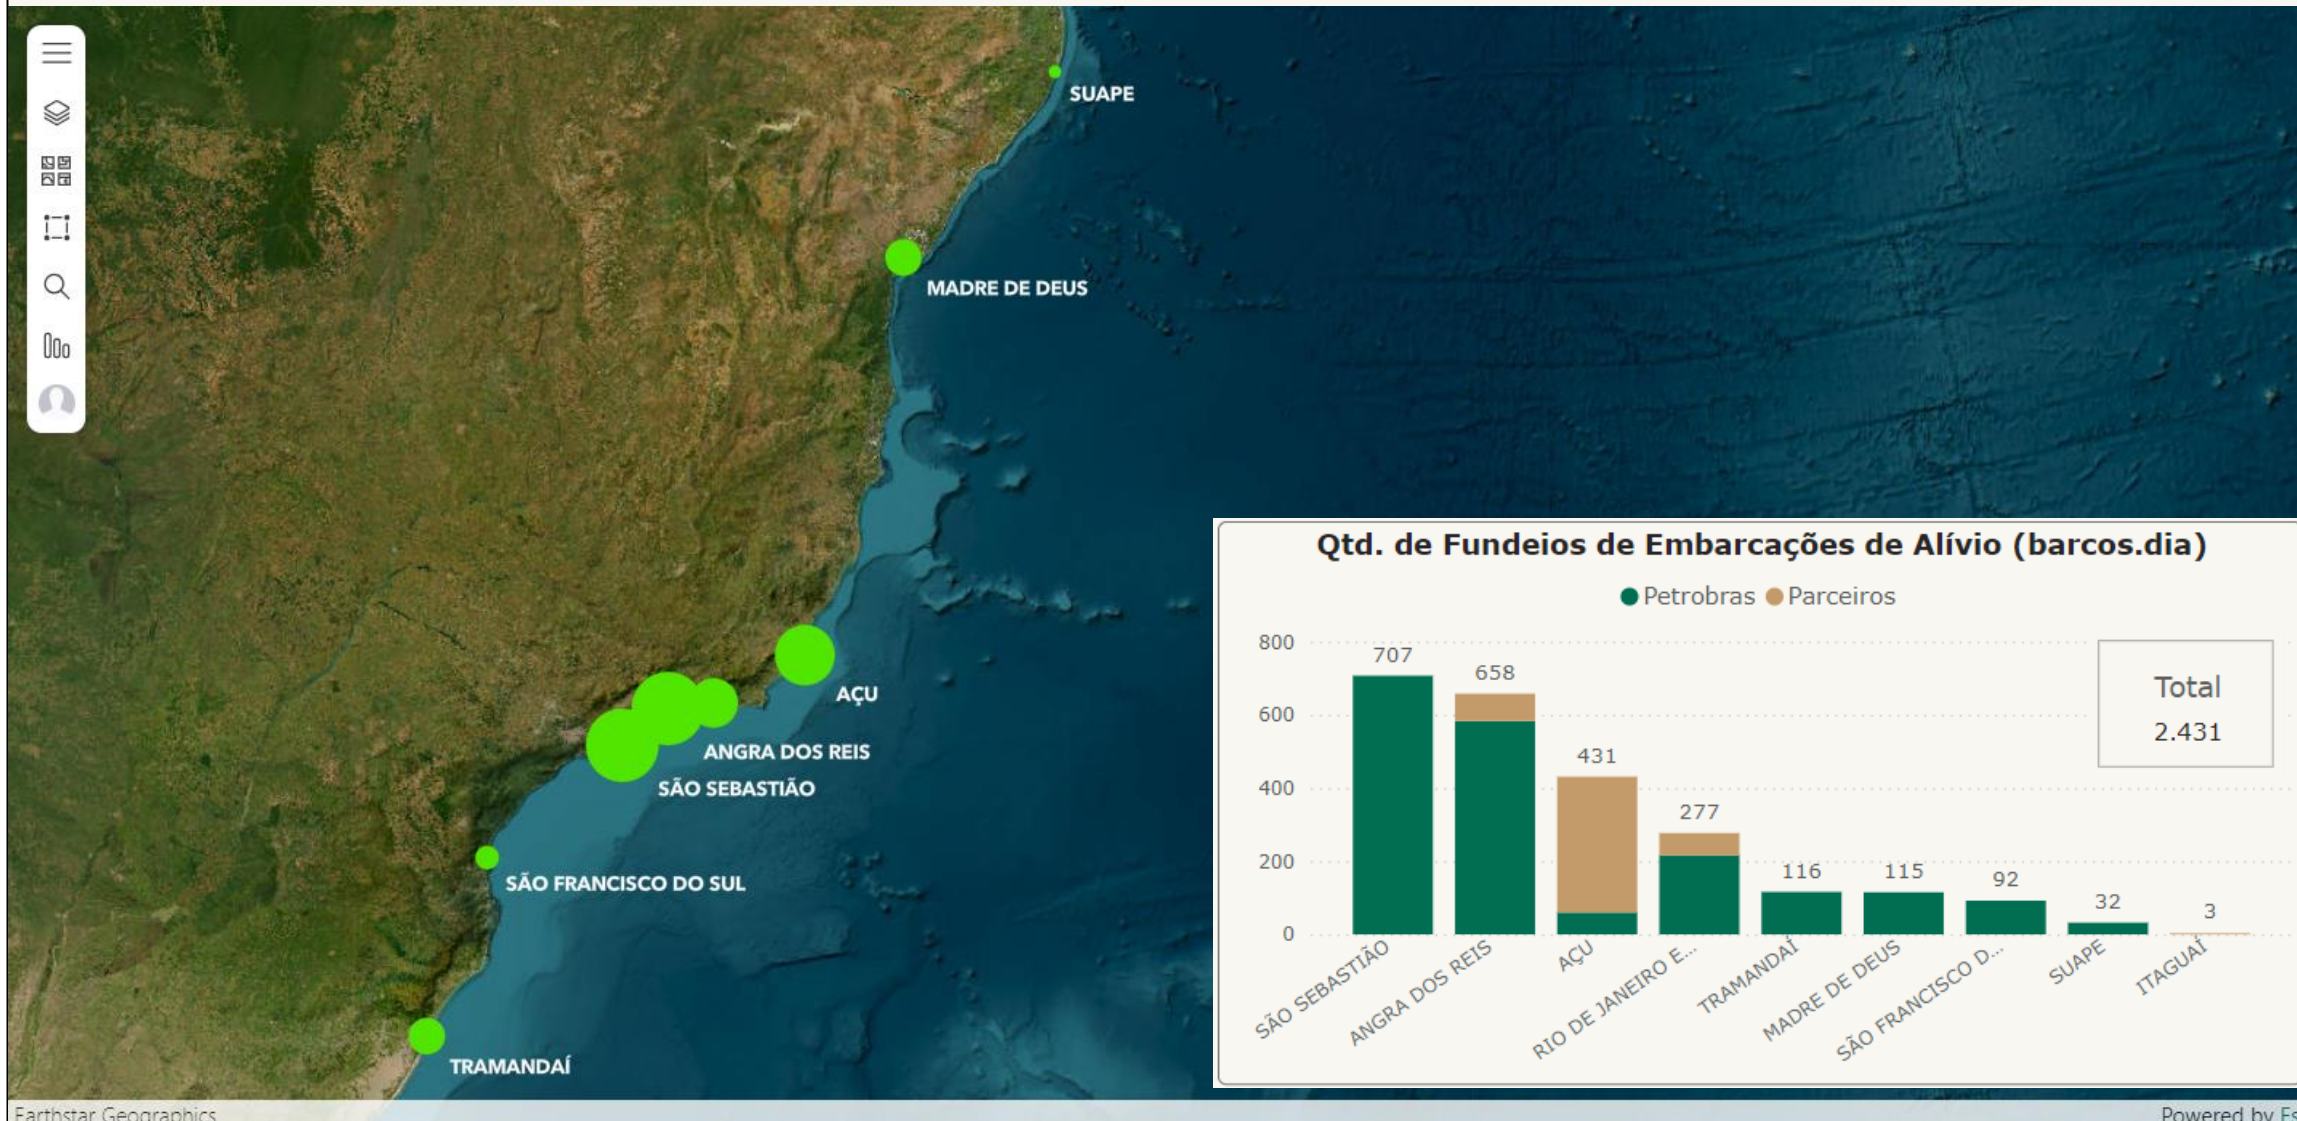 SUAPE
MADRE DE DEUS
AÇU
ANGRA DOS REIS
SÃO SEBASTIÃO
SÃO FRANCISCO DO SUL
TRAMANDAÍ
Qtd. de Fundeios de Embarcações de Alívio (barcos.dia)
Petrobras Parceiros
800
600
400
200
0
707
658
431
277
116
115
92
32
3
Total
2.431
SÃO SEBASTIÃO
ANGRA DOS REIS
AÇU
RIO DE JANEIRO E...
TRAMANDAÍ
MADRE DE DEUS
SÃO FRANCISCO D...
SUAPE
ITAGUAÍ
Earthstar Geographics
Powered by Es